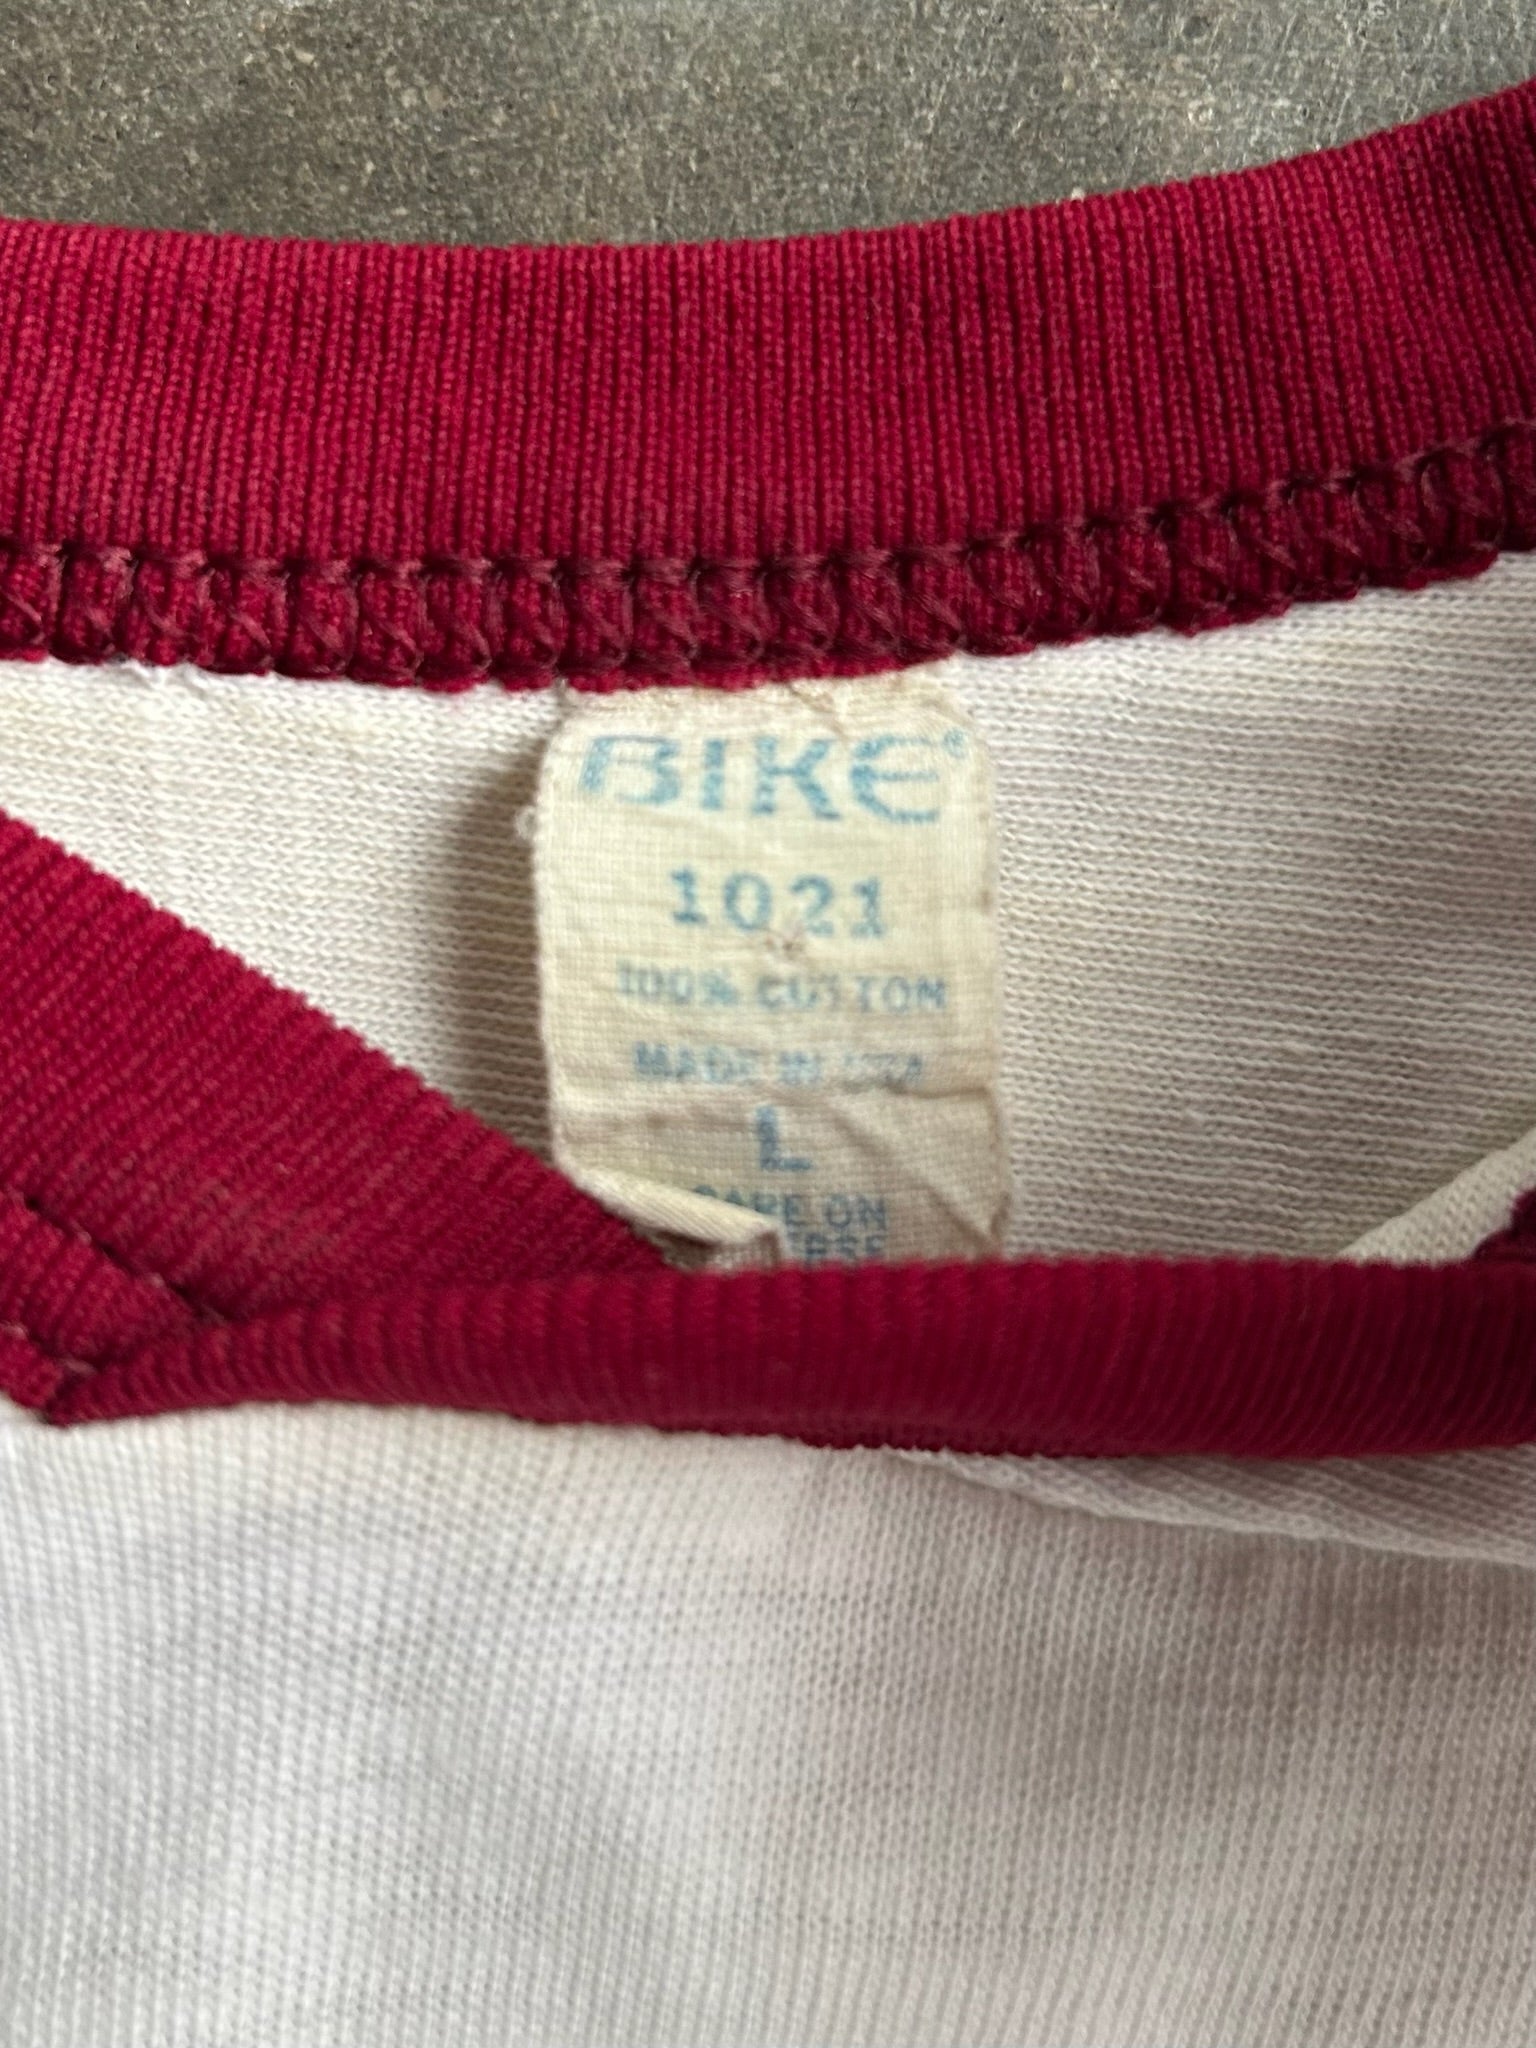 BIKE®
1021
100% COTTON
MADE IN USA
L
CARE ON